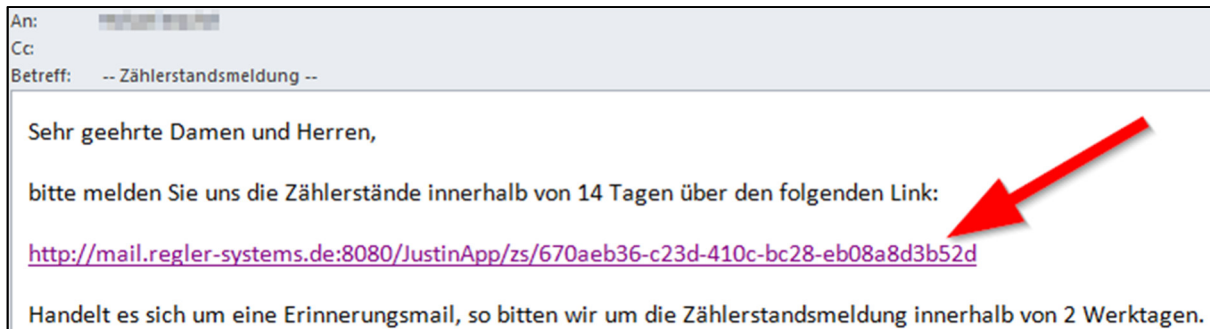 An:
Cc:
Betreff: -- Zählerstandsmeldung --
Sehr geehrte Damen und Herren,
bitte melden Sie uns die Zählerstände innerhalb von 14 Tagen über den folgenden Link:
http://mail.regler-systems.de:8080/JustinApp/zs/670aeb36-c23d-410c-bc28-eb08a8d3b52d
Handelt es sich um eine Erinnerungsmail, so bitten wir um die Zählerstandsmeldung innerhalb von 2 Werktagen.